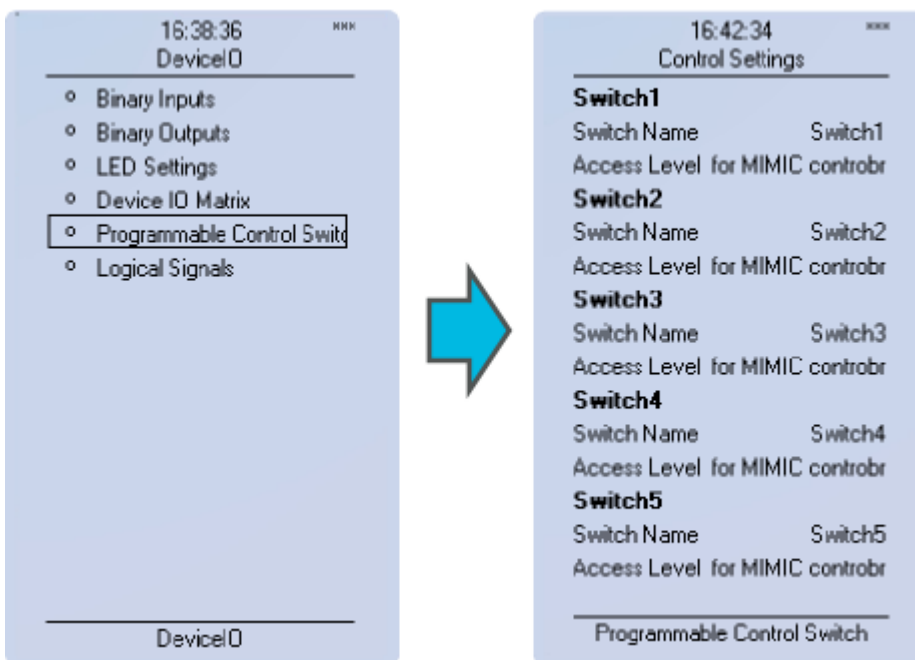 16:38:36
DeviceIO
Binary Inputs
Binary Outputs
LED Settings
Device IO Matrix
Programmable Control Switc
Logical Signals
DeviceIO
16:42:34
Control Settings
Switch1
Switch Name Switch1
Access Level for MIMIC controbr
Switch2
Switch Name Switch2
Access Level for MIMIC controbr
Switch3
Switch Name Switch3
Access Level for MIMIC controbr
Switch4
Switch Name Switch4
Access Level for MIMIC controbr
Switch5
Switch Name Switch5
Access Level for MIMIC controbr
Programmable Control Switch